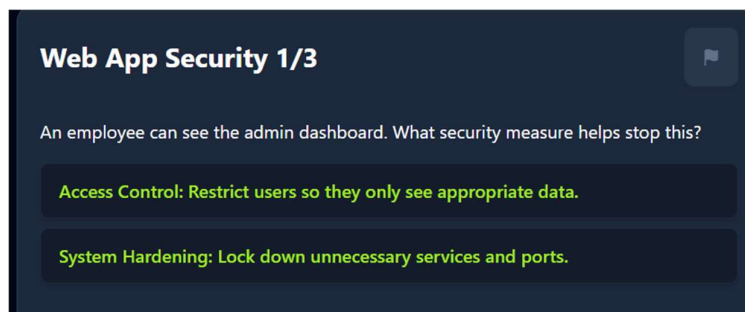 Web App Security 1/3
An employee can see the admin dashboard. What security measure helps stop this?
Access Control: Restrict users so they only see appropriate data.
System Hardening: Lock down unnecessary services and ports.